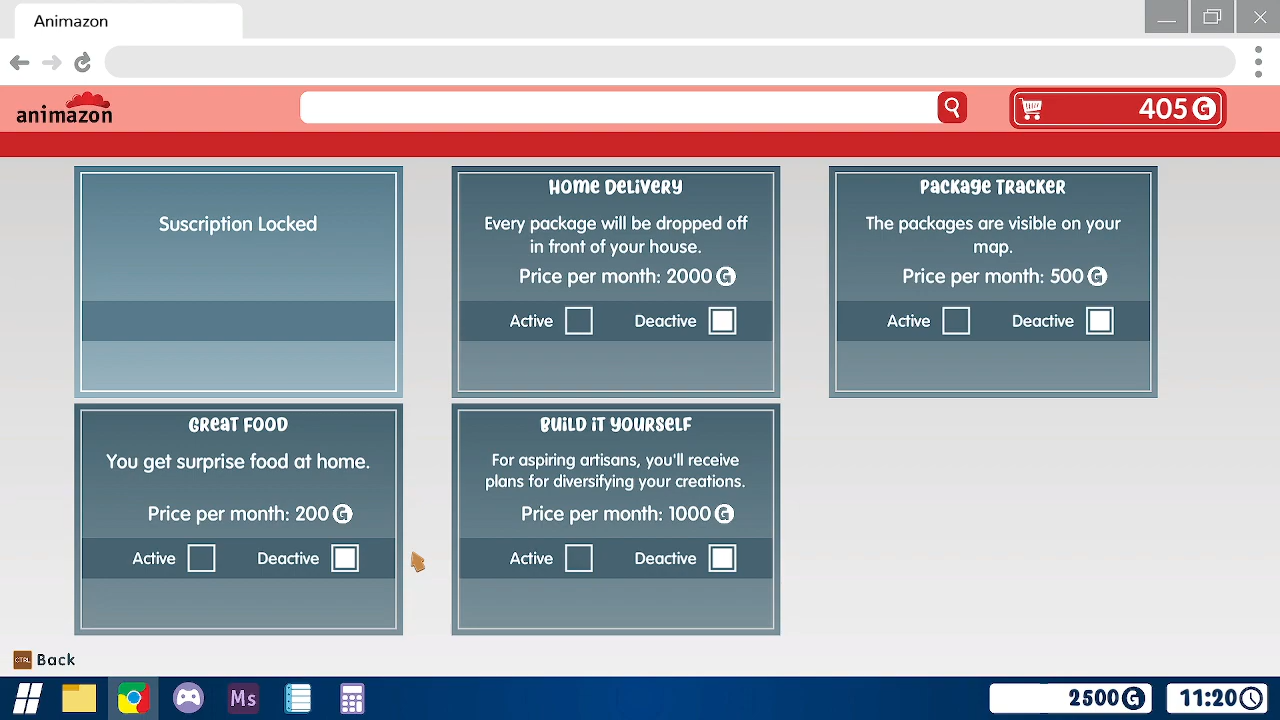 Animazon
animazon
405 G
Suscription Locked
Home Delivery
Every package will be dropped off
in front of your house.
Price per month: 2000 G
Active
Deactive
Package Tracker
The packages are visible on your
map.
Price per month: 500 G
Active
Deactive
Great Food
You get surprise food at home.
Price per month: 200 G
Active
Deactive
Build it yourself
For aspiring artisans, you'll receive
plans for diversifying your creations.
Price per month: 1000 G
Active
Deactive
CTRL Back
Ms
2500 G
11:20